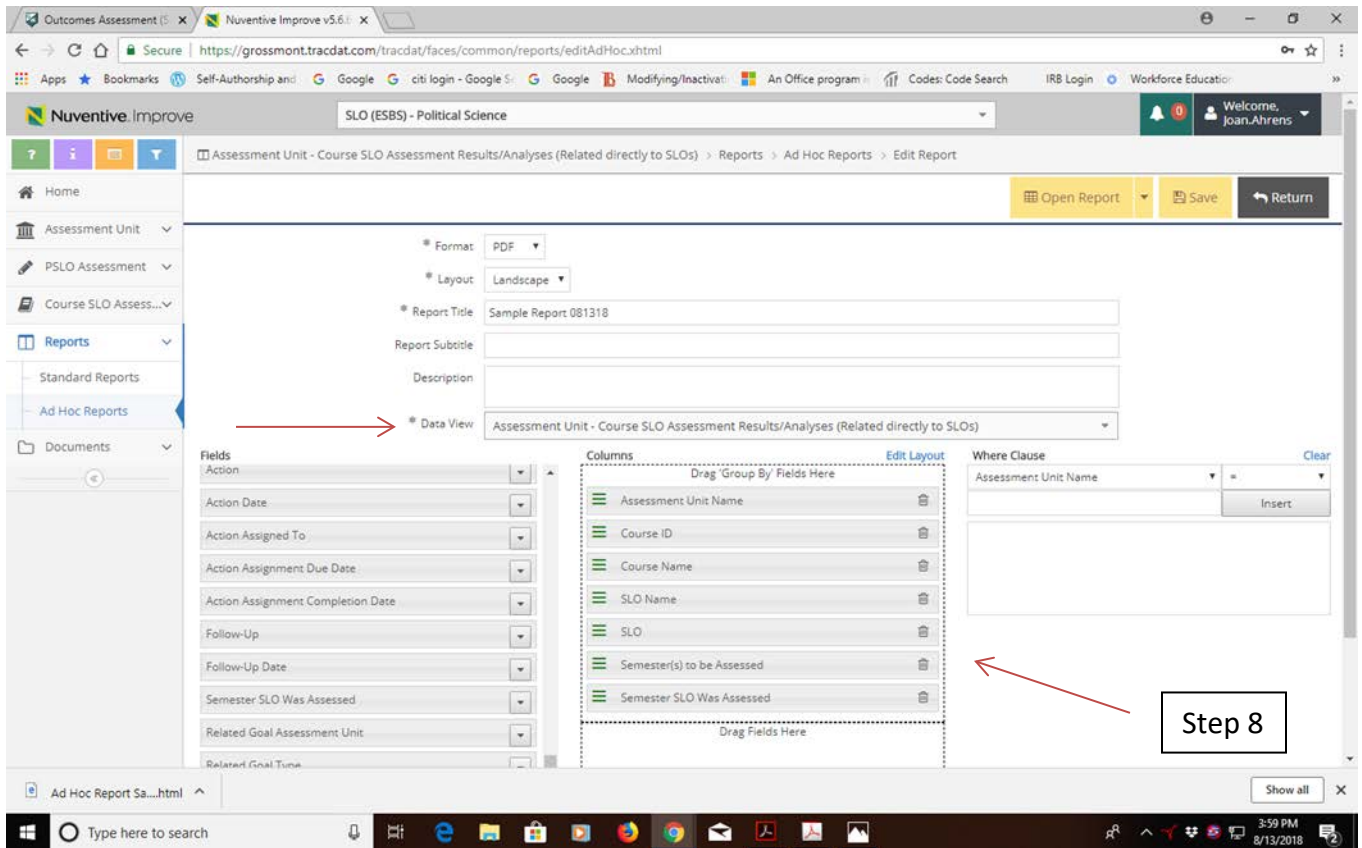 Outcomes Assessment (S
Nuventive Improve v5.6.
Secure | https://grossmont.tracdat.com/tracdat/faces/common/reports/editAdHoc.xhtml
Apps Bookmarks Self-Authorship and Google citi login - Google S Google Modifying/Inactivat An Office program Codes: Code Search IRB Login Workforce Education »
Nuventive. Improve SLO (ESBS) - Political Science 0 Welcome, Joan.Ahrens
? i Assessment Unit - Course SLO Assessment Results/Analyses (Related directly to SLOs) > Reports > Ad Hoc Reports > Edit Report
Home
Assessment Unit
PSLO Assessment
Course SLO Assess...
Reports
Standard Reports
Ad Hoc Reports
Documents
Open Report Save Return
* Format PDF
* Layout Landscape
* Report Title Sample Report 081318
Report Subtitle
Description
* Data View Assessment Unit - Course SLO Assessment Results/Analyses (Related directly to SLOs)
Fields
Action
Action Date
Action Assigned To
Action Assignment Due Date
Action Assignment Completion Date
Follow-Up
Follow-Up Date
Semester SLO Was Assessed
Related Goal Assessment Unit
Related Goal Type
Columns Edit Layout
Drag 'Group By' Fields Here
Assessment Unit Name
Course ID
Course Name
SLO Name
SLO
Semester(s) to be Assessed
Semester SLO Was Assessed
Drag Fields Here
Where Clause Clear
Assessment Unit Name =
Insert
Step 8
Ad Hoc Report Sa....html Show all
Type here to search 3:59 PM
8/13/2018
2